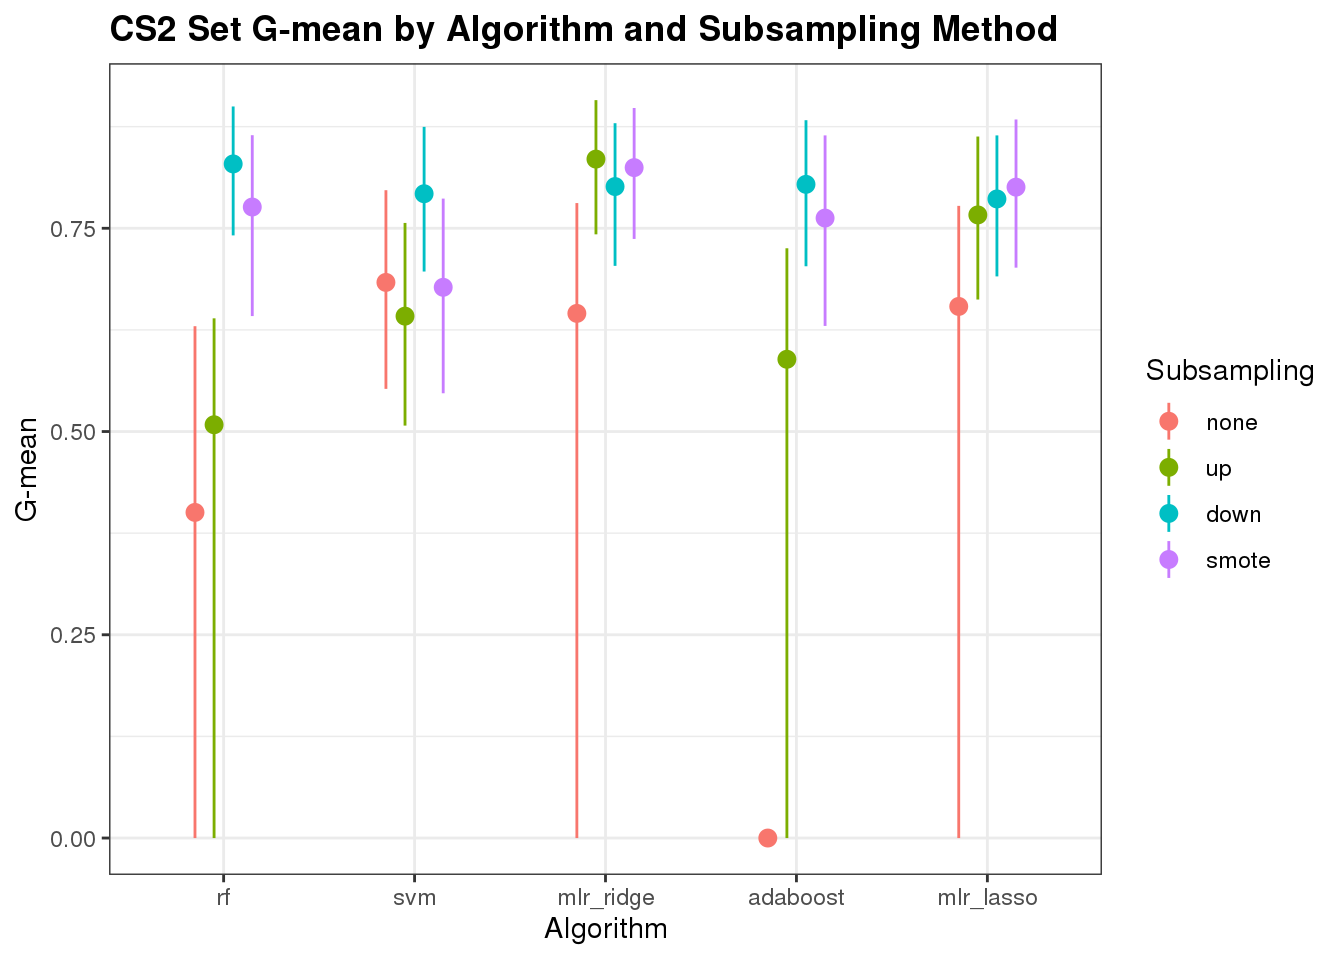 CS2 Set G-mean by Algorithm and Subsampling Method
G-mean
0.75
0.50
0.25
0.00
rf
svm
mlr_ridge
adaboost
mlr_lasso
Algorithm
Subsampling
none
up
down
smote